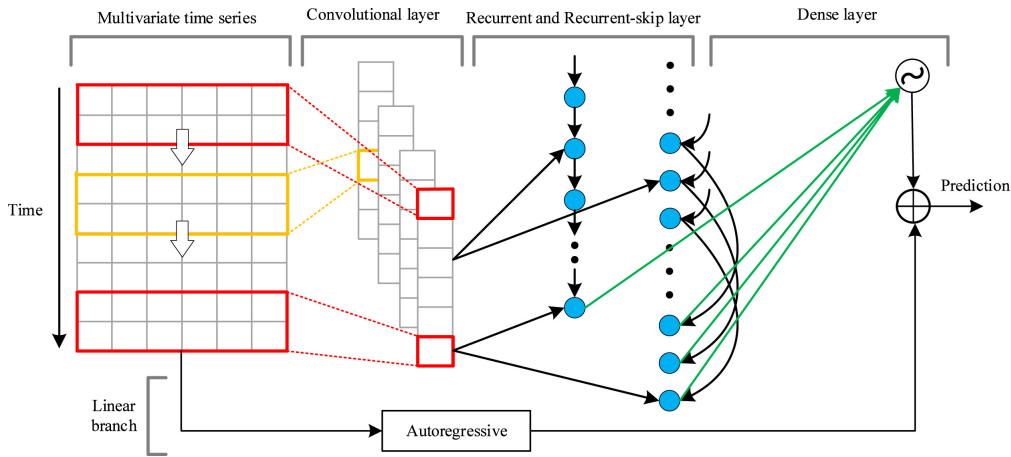 Multivariate time series
Convolutional layer
Recurrent and Recurrent-skip layer
Dense layer
Time
Prediction
Linear
branch
Autoregressive